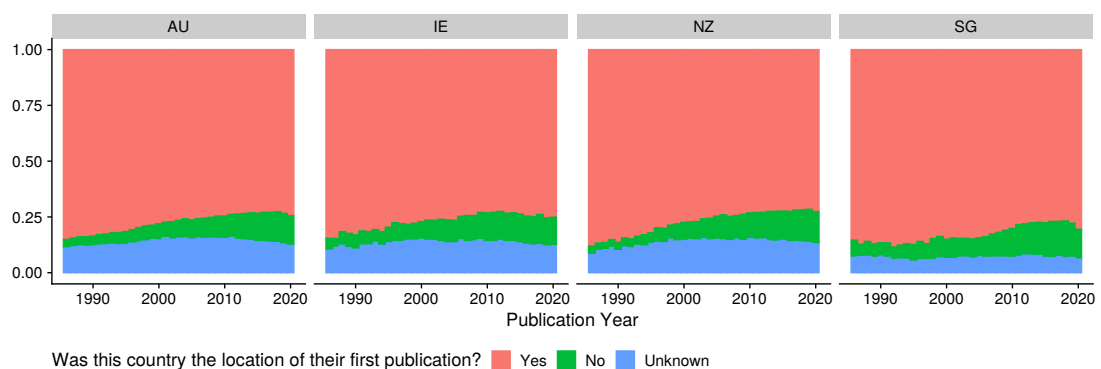 AU IE NZ SG
1.00
0.75
0.50
0.25
0.00
1990 2000 2010 2020 1990 2000 2010 2020 1990 2000 2010 2020 1990 2000 2010 2020
Publication Year
Was this country the location of their first publication? Yes No Unknown